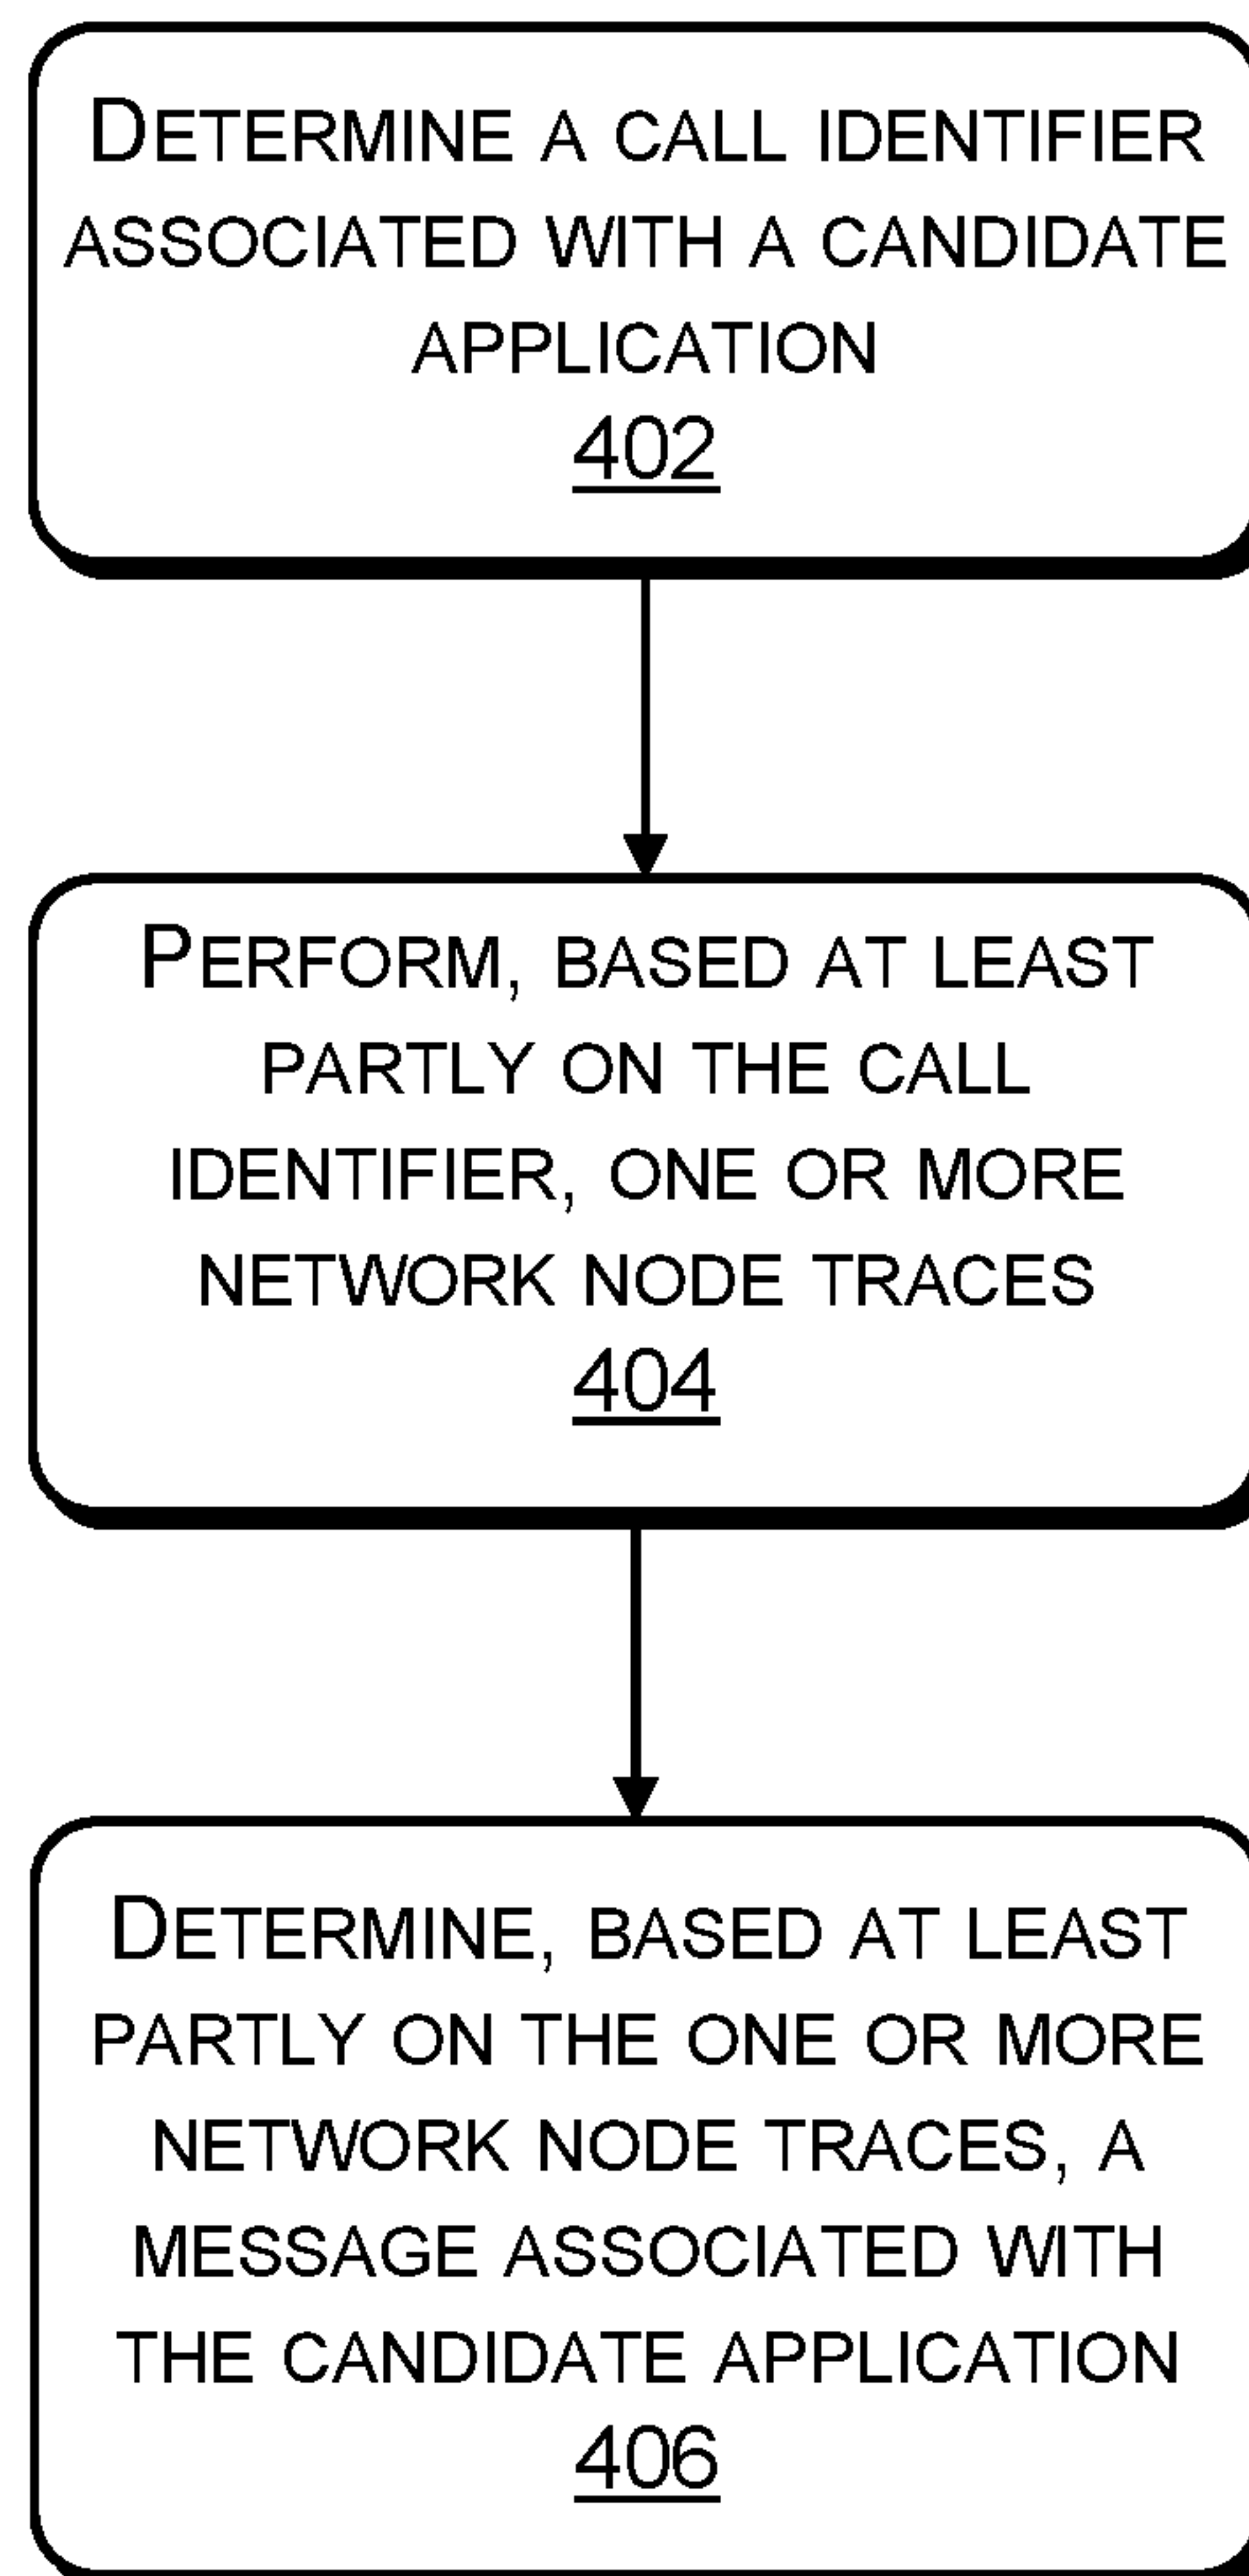 DETERMINE A CALL IDENTIFIER
ASSOCIATED WITH A CANDIDATE
APPLICATION
402
PERFORM, BASED AT LEAST
PARTLY ON THE CALL
IDENTIFIER, ONE OR MORE
NETWORK NODE TRACES
404
DETERMINE, BASED AT LEAST
PARTLY ON THE ONE OR MORE
NETWORK NODE TRACES, A
MESSAGE ASSOCIATED WITH
THE CANDIDATE APPLICATION
406